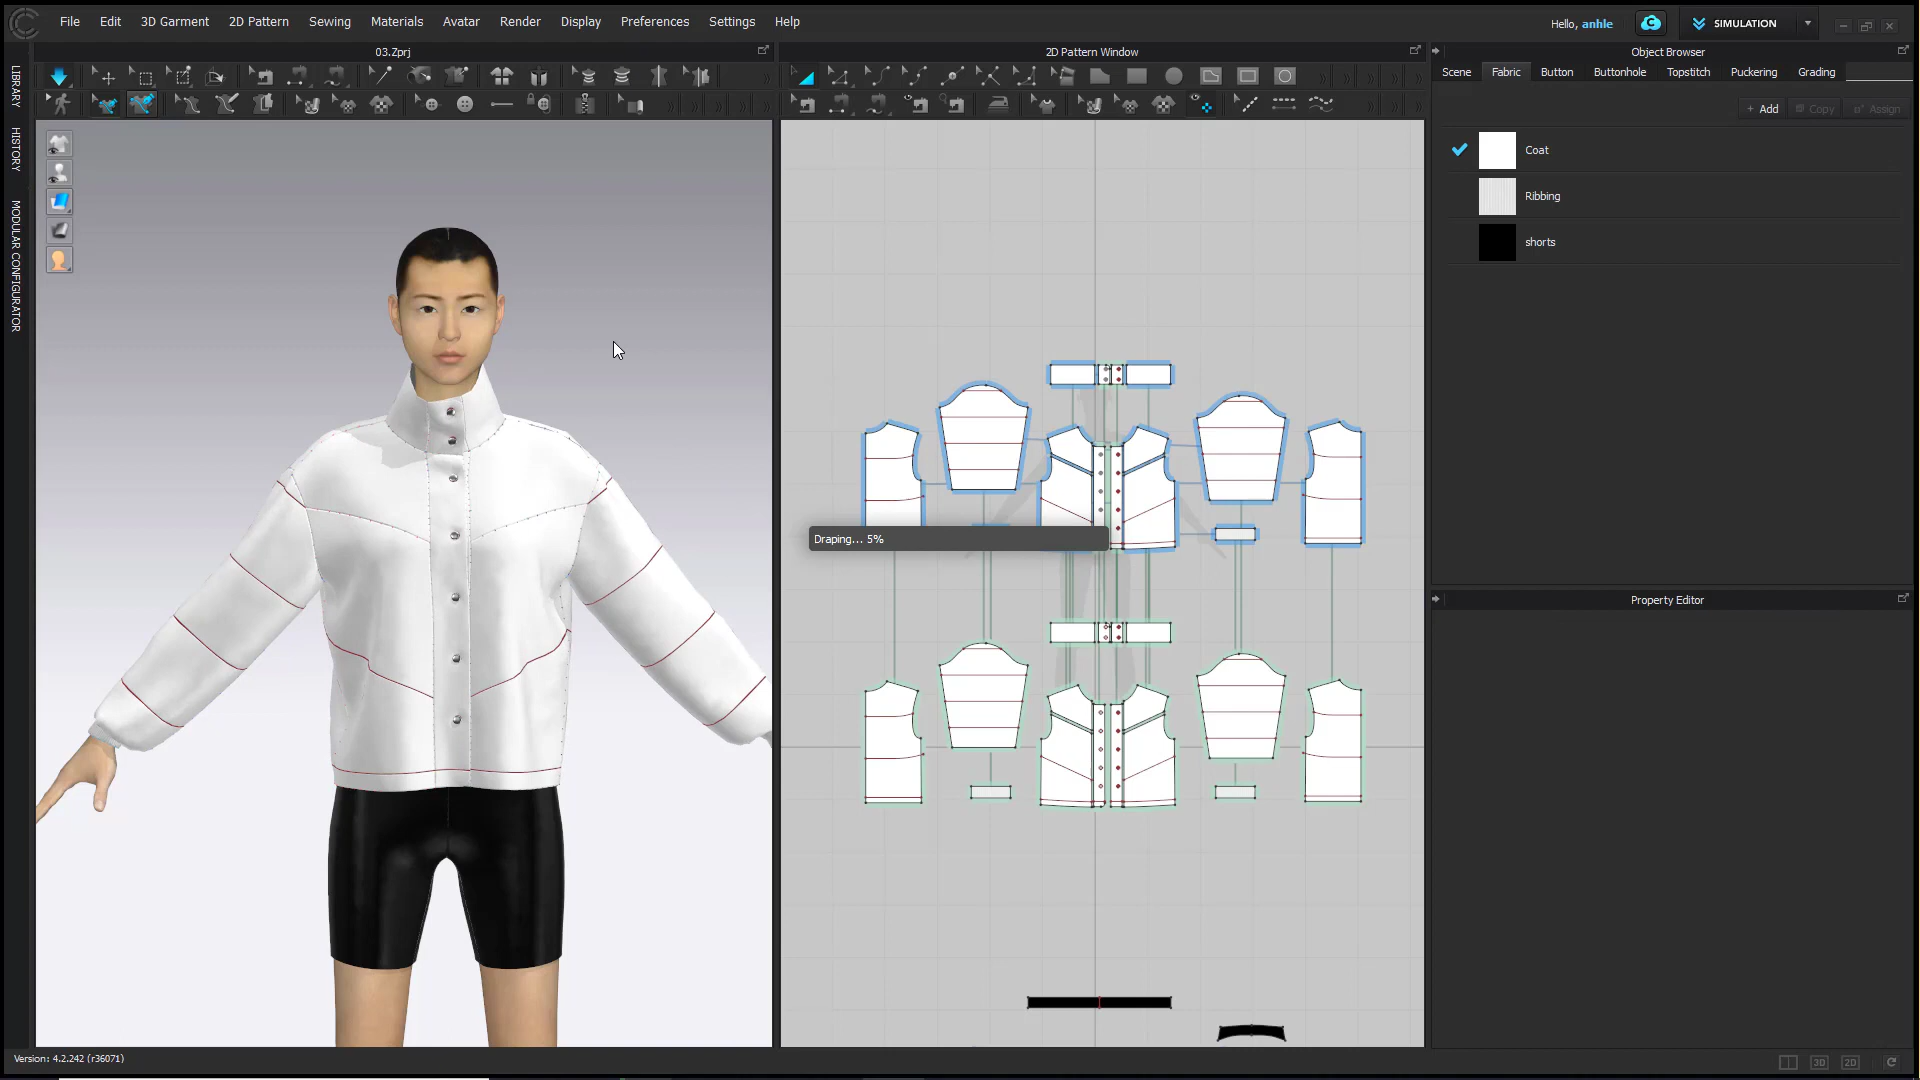 File Edit 3D Garment 2D Pattern Sewing Materials Avatar Render Display Preferences Settings Help
Hello, anhle
SIMULATION
03.Zprj
2D Pattern Window
Object Browser
Scene Fabric Button Buttonhole Topstitch Puckering Grading
+ Add Copy Assign
Coat
Ribbing
shorts
LIBRARY
HISTORY
MODULAR CONFIGURATOR
Draping... 5%
Property Editor
Version: 4.2.242 (r36071)
3D 2D